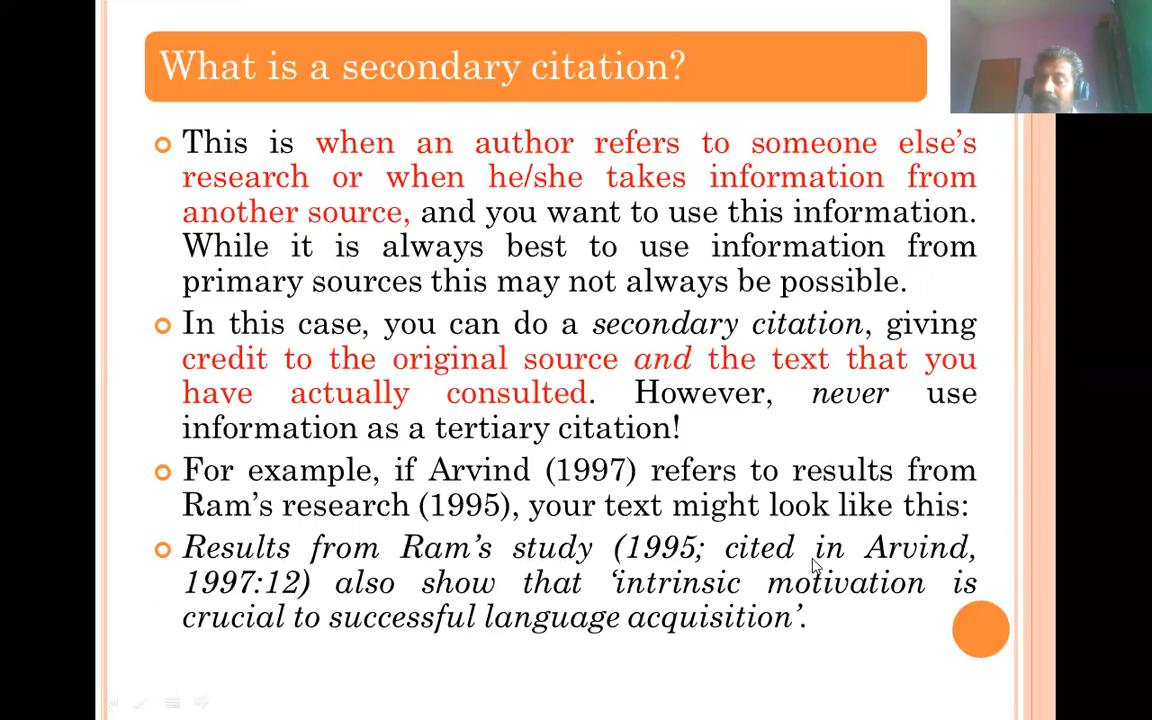 What is a secondary citation?
This is when an author refers to someone else's
research or when he/she takes information from
another source, and you want to use this information.
While it is always best to use information from
primary sources this may not always be possible.
In this case, you can do a secondary citation, giving
credit to the original source and the text that you
have actually consulted. However, never use
information as a tertiary citation!
For example, if Arvind (1997) refers to results from
Ram's research (1995), your text might look like this:
Results from Ram's study (1995; cited in Arvind,
1997:12) also show that ‘intrinsic motivation is
crucial to successful language acquisition’.